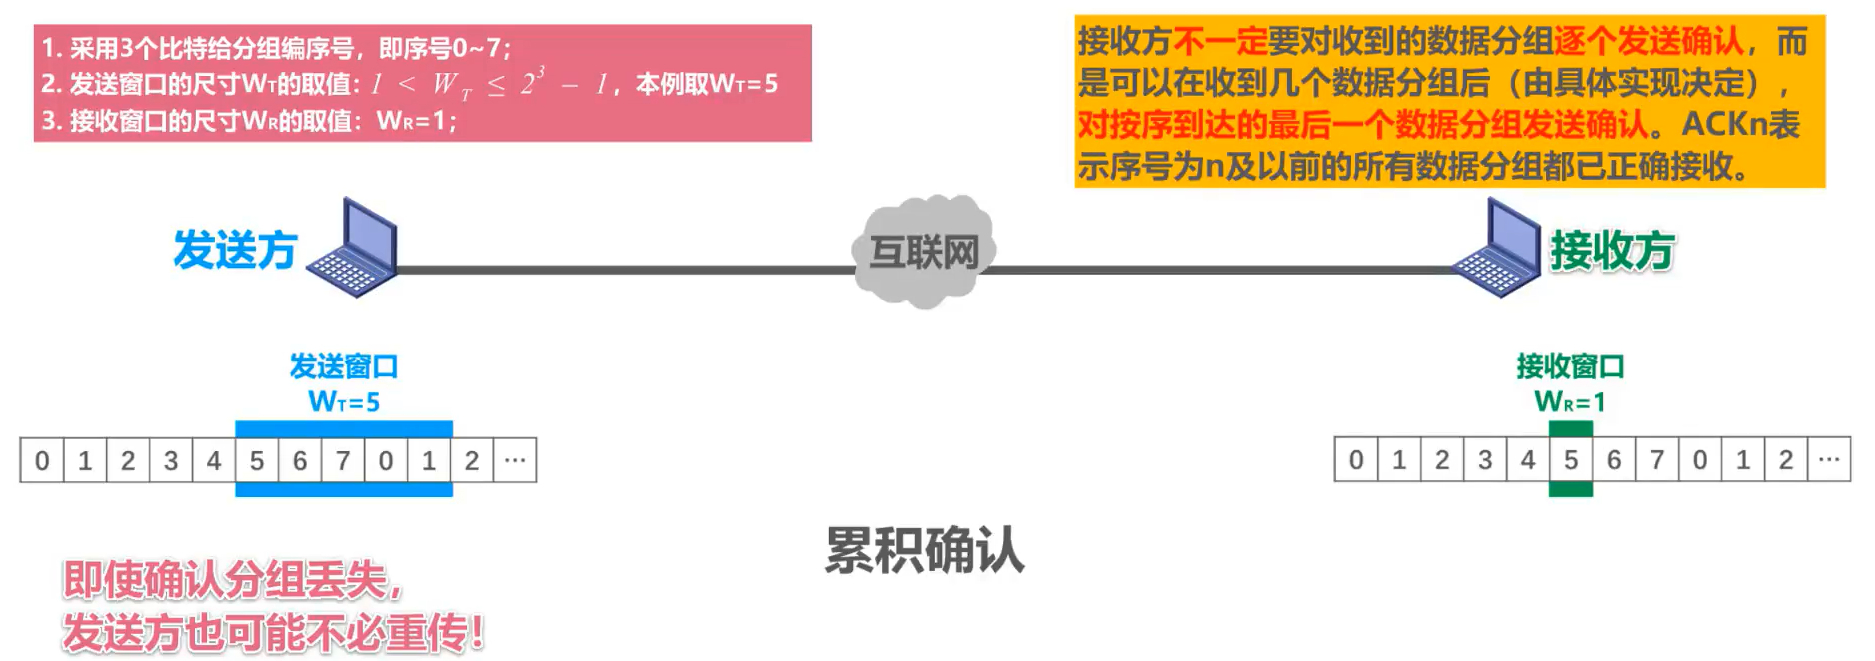 1. 采用3个比特给分组编序号，即序号0~7；
2. 发送窗口的尺寸WT的取值：1 < W T ≤ 2³ − 1，本例取WT=5
3. 接收窗口的尺寸WR的取值：WR=1；
接收方不一定要对收到的数据分组逐个发送确认，而
是可以在收到几个数据分组后（由具体实现决定），
对按序到达的最后一个数据分组发送确认。ACKn表
示序号为n及以前的所有数据分组都已正确接收。
发送方
互联网
接收方
发送窗口
WT=5
0 1 2 3 4 5 6 7 0 1 2 …
接收窗口
WR=1
0 1 2 3 4 5 6 7 0 1 2 …
累积确认
即使确认分组丢失，
发送方也可能不必重传！